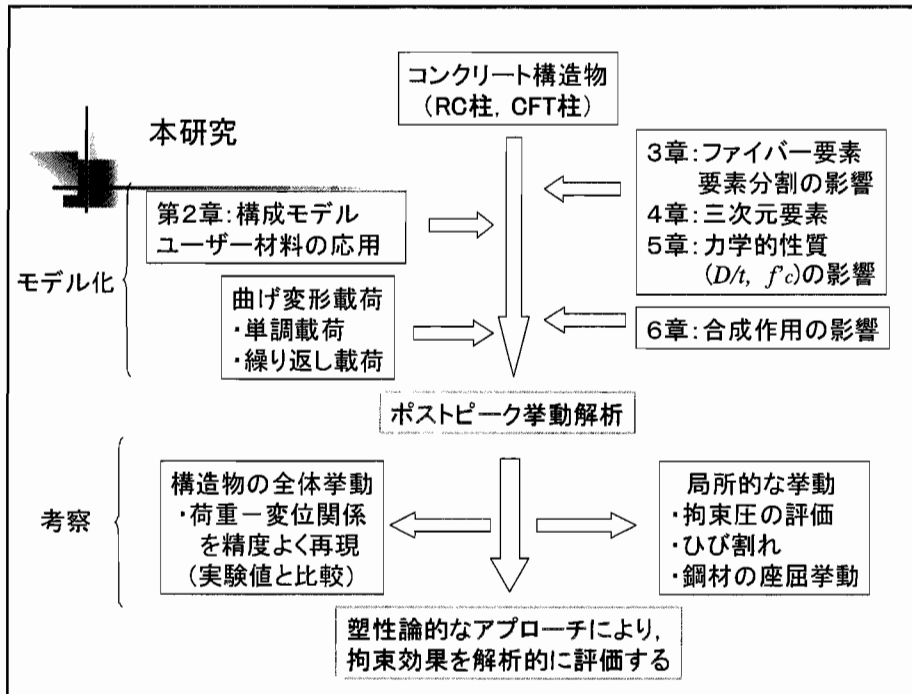 コンクリート構造物
(RC柱, CFT柱)
本研究
3章:ファイバー要素
要素分割の影響
4章:三次元要素
5章:力学的性質
(D/t, f'c)の影響
第2章:構成モデル
ユーザー材料の応用
モデル化
曲げ変形載荷
・単調載荷
・繰り返し載荷
6章:合成作用の影響
ポストピーク挙動解析
考察
構造物の全体挙動
・荷重－変位関係
を精度よく再現
(実験値と比較)
局所的な挙動
・拘束圧の評価
・ひび割れ
・鋼材の座屈挙動
塑性論的なアプローチにより,
拘束効果を解析的に評価する